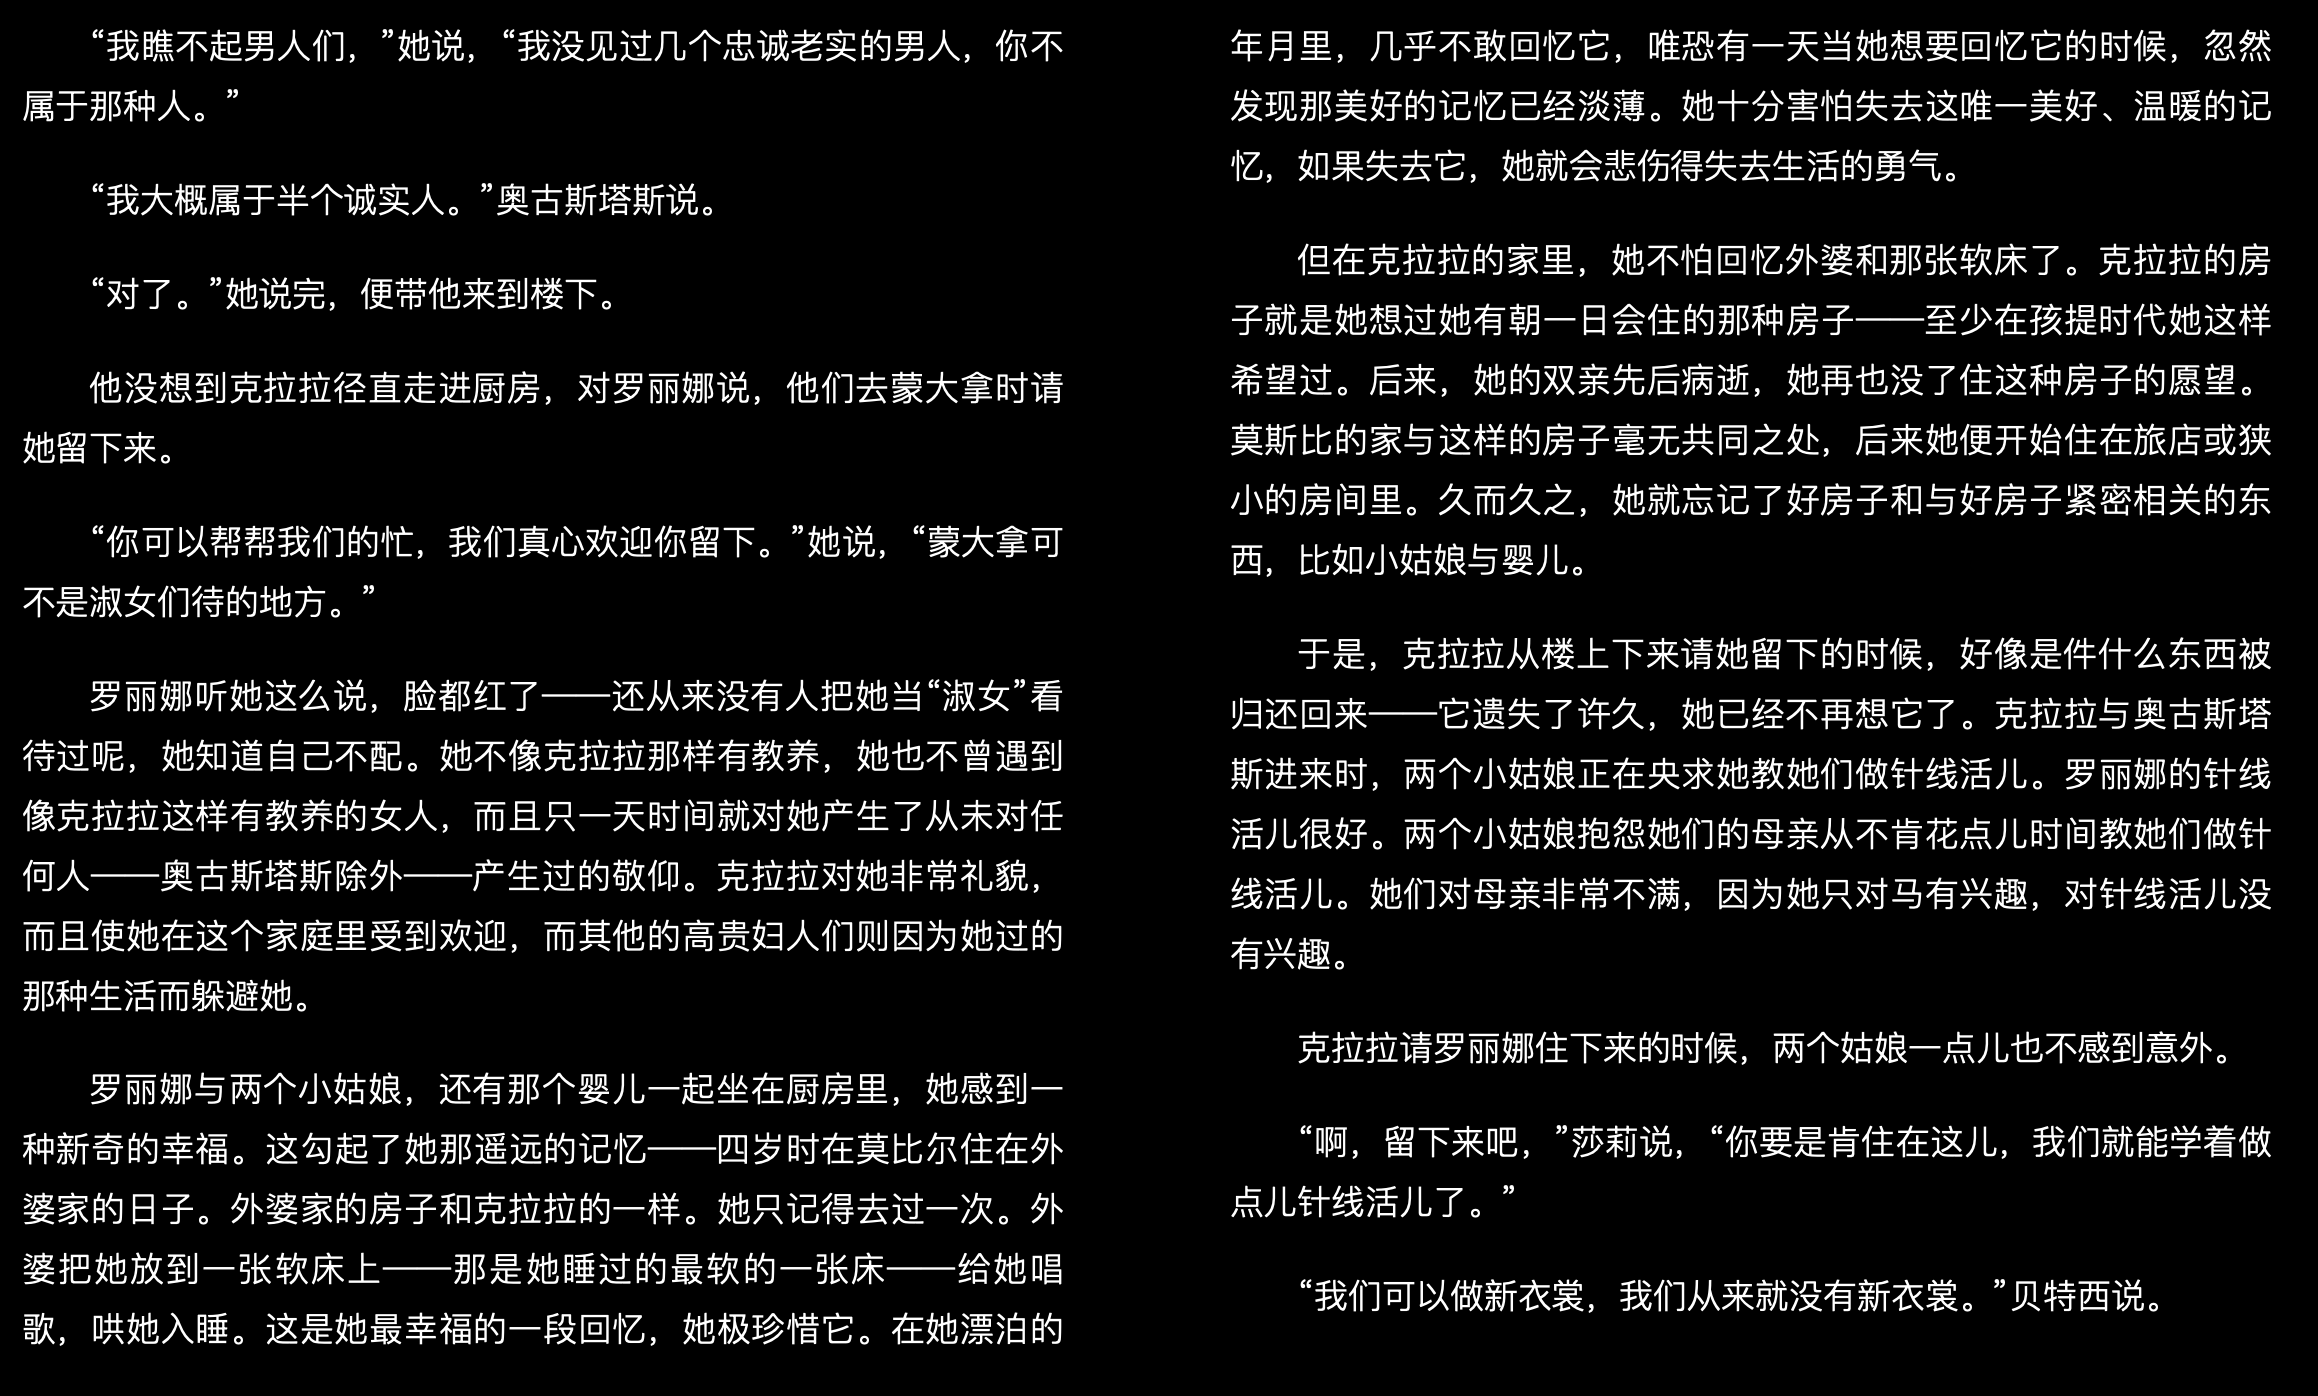 “我瞧不起男人们，”她说，“我没见过几个忠诚老实的男人，你不
属于那种人。”
“我大概属于半个诚实人。”奥古斯塔斯说。
“对了。”她说完，便带他来到楼下。
他没想到克拉拉径直走进厨房，对罗丽娜说，他们去蒙大拿时请
她留下来。
“你可以帮帮我们的忙，我们真心欢迎你留下。”她说，“蒙大拿可
不是淑女们待的地方。”
罗丽娜听她这么说，脸都红了——还从来没有人把她当“淑女”看
待过呢，她知道自己不配。她不像克拉拉那样有教养，她也不曾遇到
像克拉拉这样有教养的女人，而且只一天时间就对她产生了从未对任
何人——奥古斯塔斯除外——产生过的敬仰。克拉拉对她非常礼貌，
而且使她在这个家庭里受到欢迎，而其他的高贵妇人们则因为她过的
那种生活而躲避她。
罗丽娜与两个小姑娘，还有那个婴儿一起坐在厨房里，她感到一
种新奇的幸福。这勾起了她那遥远的记忆——四岁时在莫比尔住在外
婆家的日子。外婆家的房子和克拉拉的一样。她只记得去过一次。外
婆把她放到一张软床上——那是她睡过的最软的一张床——给她唱
歌，哄她入睡。这是她最幸福的一段回忆，她极珍惜它。在她漂泊的
年月里，几乎不敢回忆它，唯恐有一天当她想要回忆它的时候，忽然
发现那美好的记忆已经淡薄。她十分害怕失去这唯一美好、温暖的记
忆，如果失去它，她就会悲伤得失去生活的勇气。
但在克拉拉的家里，她不怕回忆外婆和那张软床了。克拉拉的房
子就是她想过她有朝一日会住的那种房子——至少在孩提时代她这样
希望过。后来，她的双亲先后病逝，她再也没了住这种房子的愿望。
莫斯比的家与这样的房子毫无共同之处，后来她便开始住在旅店或狭
小的房间里。久而久之，她就忘记了好房子和与好房子紧密相关的东
西，比如小姑娘与婴儿。
于是，克拉拉从楼上下来请她留下的时候，好像是件什么东西被
归还回来——它遗失了许久，她已经不再想它了。克拉拉与奥古斯塔
斯进来时，两个小姑娘正在央求她教她们做针线活儿。罗丽娜的针线
活儿很好。两个小姑娘抱怨她们的母亲从不肯花点儿时间教她们做针
线活儿。她们对母亲非常不满，因为她只对马有兴趣，对针线活儿没
有兴趣。
克拉拉请罗丽娜住下来的时候，两个姑娘一点儿也不感到意外。
“啊，留下来吧，”莎莉说，“你要是肯住在这儿，我们就能学着做
点儿针线活儿了。”
“我们可以做新衣裳，我们从来就没有新衣裳。”贝特西说。